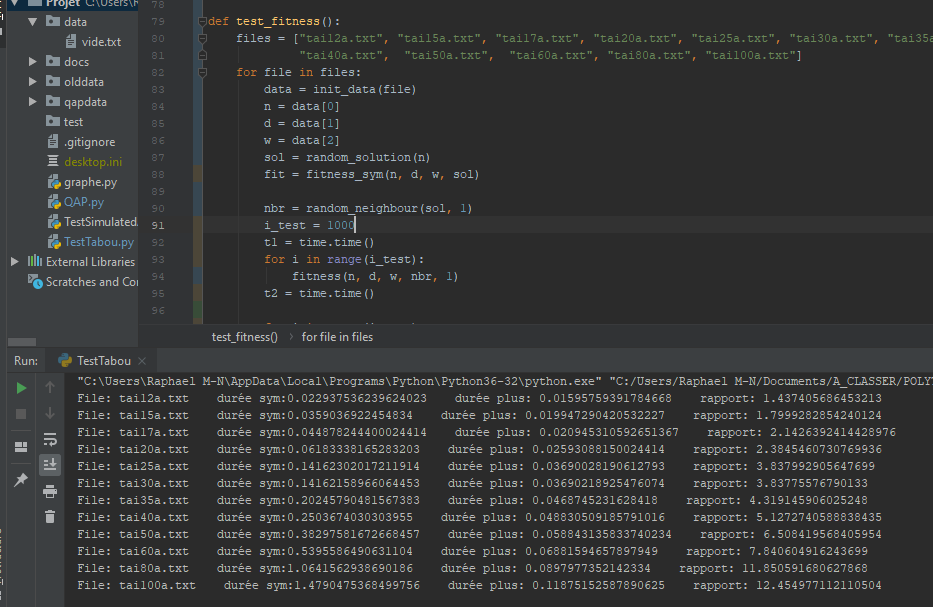 Projet C:\Users\R
data
vide.txt
docs
olddata
qapdata
test
.gitignore
desktop.ini
graphe.py
QAP.py
TestSimulated
TestTabou.py
External Libraries
Scratches and Co
78
79 def test_fitness():
80 files = ["tai12a.txt", "tai15a.txt", "tai17a.txt", "tai20a.txt", "tai25a.txt", "tai30a.txt", "tai35a
81 "tai40a.txt", "tai50a.txt", "tai60a.txt", "tai80a.txt", "tai100a.txt"]
82 for file in files:
83 data = init_data(file)
84 n = data[0]
85 d = data[1]
86 w = data[2]
87 sol = random_solution(n)
88 fit = fitness_sym(n, d, w, sol)
89
90 nbr = random_neighbour(sol, 1)
91 i_test = 1000
92 t1 = time.time()
93 for i in range(i_test):
94 fitness(n, d, w, nbr, 1)
95 t2 = time.time()
96
test_fitness() › for file in files
Run: TestTabou ×
"C:\Users\Raphael M-N\AppData\Local\Programs\Python\Python36-32\python.exe" "C:/Users/Raphael M-N/Documents/A_CLASSER/POLY
File: tai12a.txt durée sym:0.022937536239624023 durée plus: 0.01595759391784668 rapport: 1.437405686453213
File: tai15a.txt durée sym:0.0359036922454834 durée plus: 0.019947290420532227 rapport: 1.7999282854240124
File: tai17a.txt durée sym:0.044878244400024414 durée plus: 0.020945310592651367 rapport: 2.1426392414428976
File: tai20a.txt durée sym:0.06183338165283203 durée plus: 0.02593088150024414 rapport: 2.3845460730769936
File: tai25a.txt durée sym:0.14162302017211914 durée plus: 0.03690028190612793 rapport: 3.837992905647699
File: tai30a.txt durée sym:0.14162158966064453 durée plus: 0.03690218925476074 rapport: 3.83775576790133
File: tai35a.txt durée sym:0.20245790481567383 durée plus: 0.0468745231628418 rapport: 4.319145906025248
File: tai40a.txt durée sym:0.2503674030303955 durée plus: 0.048830509185791016 rapport: 5.1272740588838435
File: tai50a.txt durée sym:0.38297581672668457 durée plus: 0.058843135833740234 rapport: 6.508419568405954
File: tai60a.txt durée sym:0.5395586490631104 durée plus: 0.06881594657897949 rapport: 7.840604916243699
File: tai80a.txt durée sym:1.0641562938690186 durée plus: 0.0897977352142334 rapport: 11.850591680627868
File: tai100a.txt durée sym:1.4790475368499756 durée plus: 0.11875152587890625 rapport: 12.454977112110504